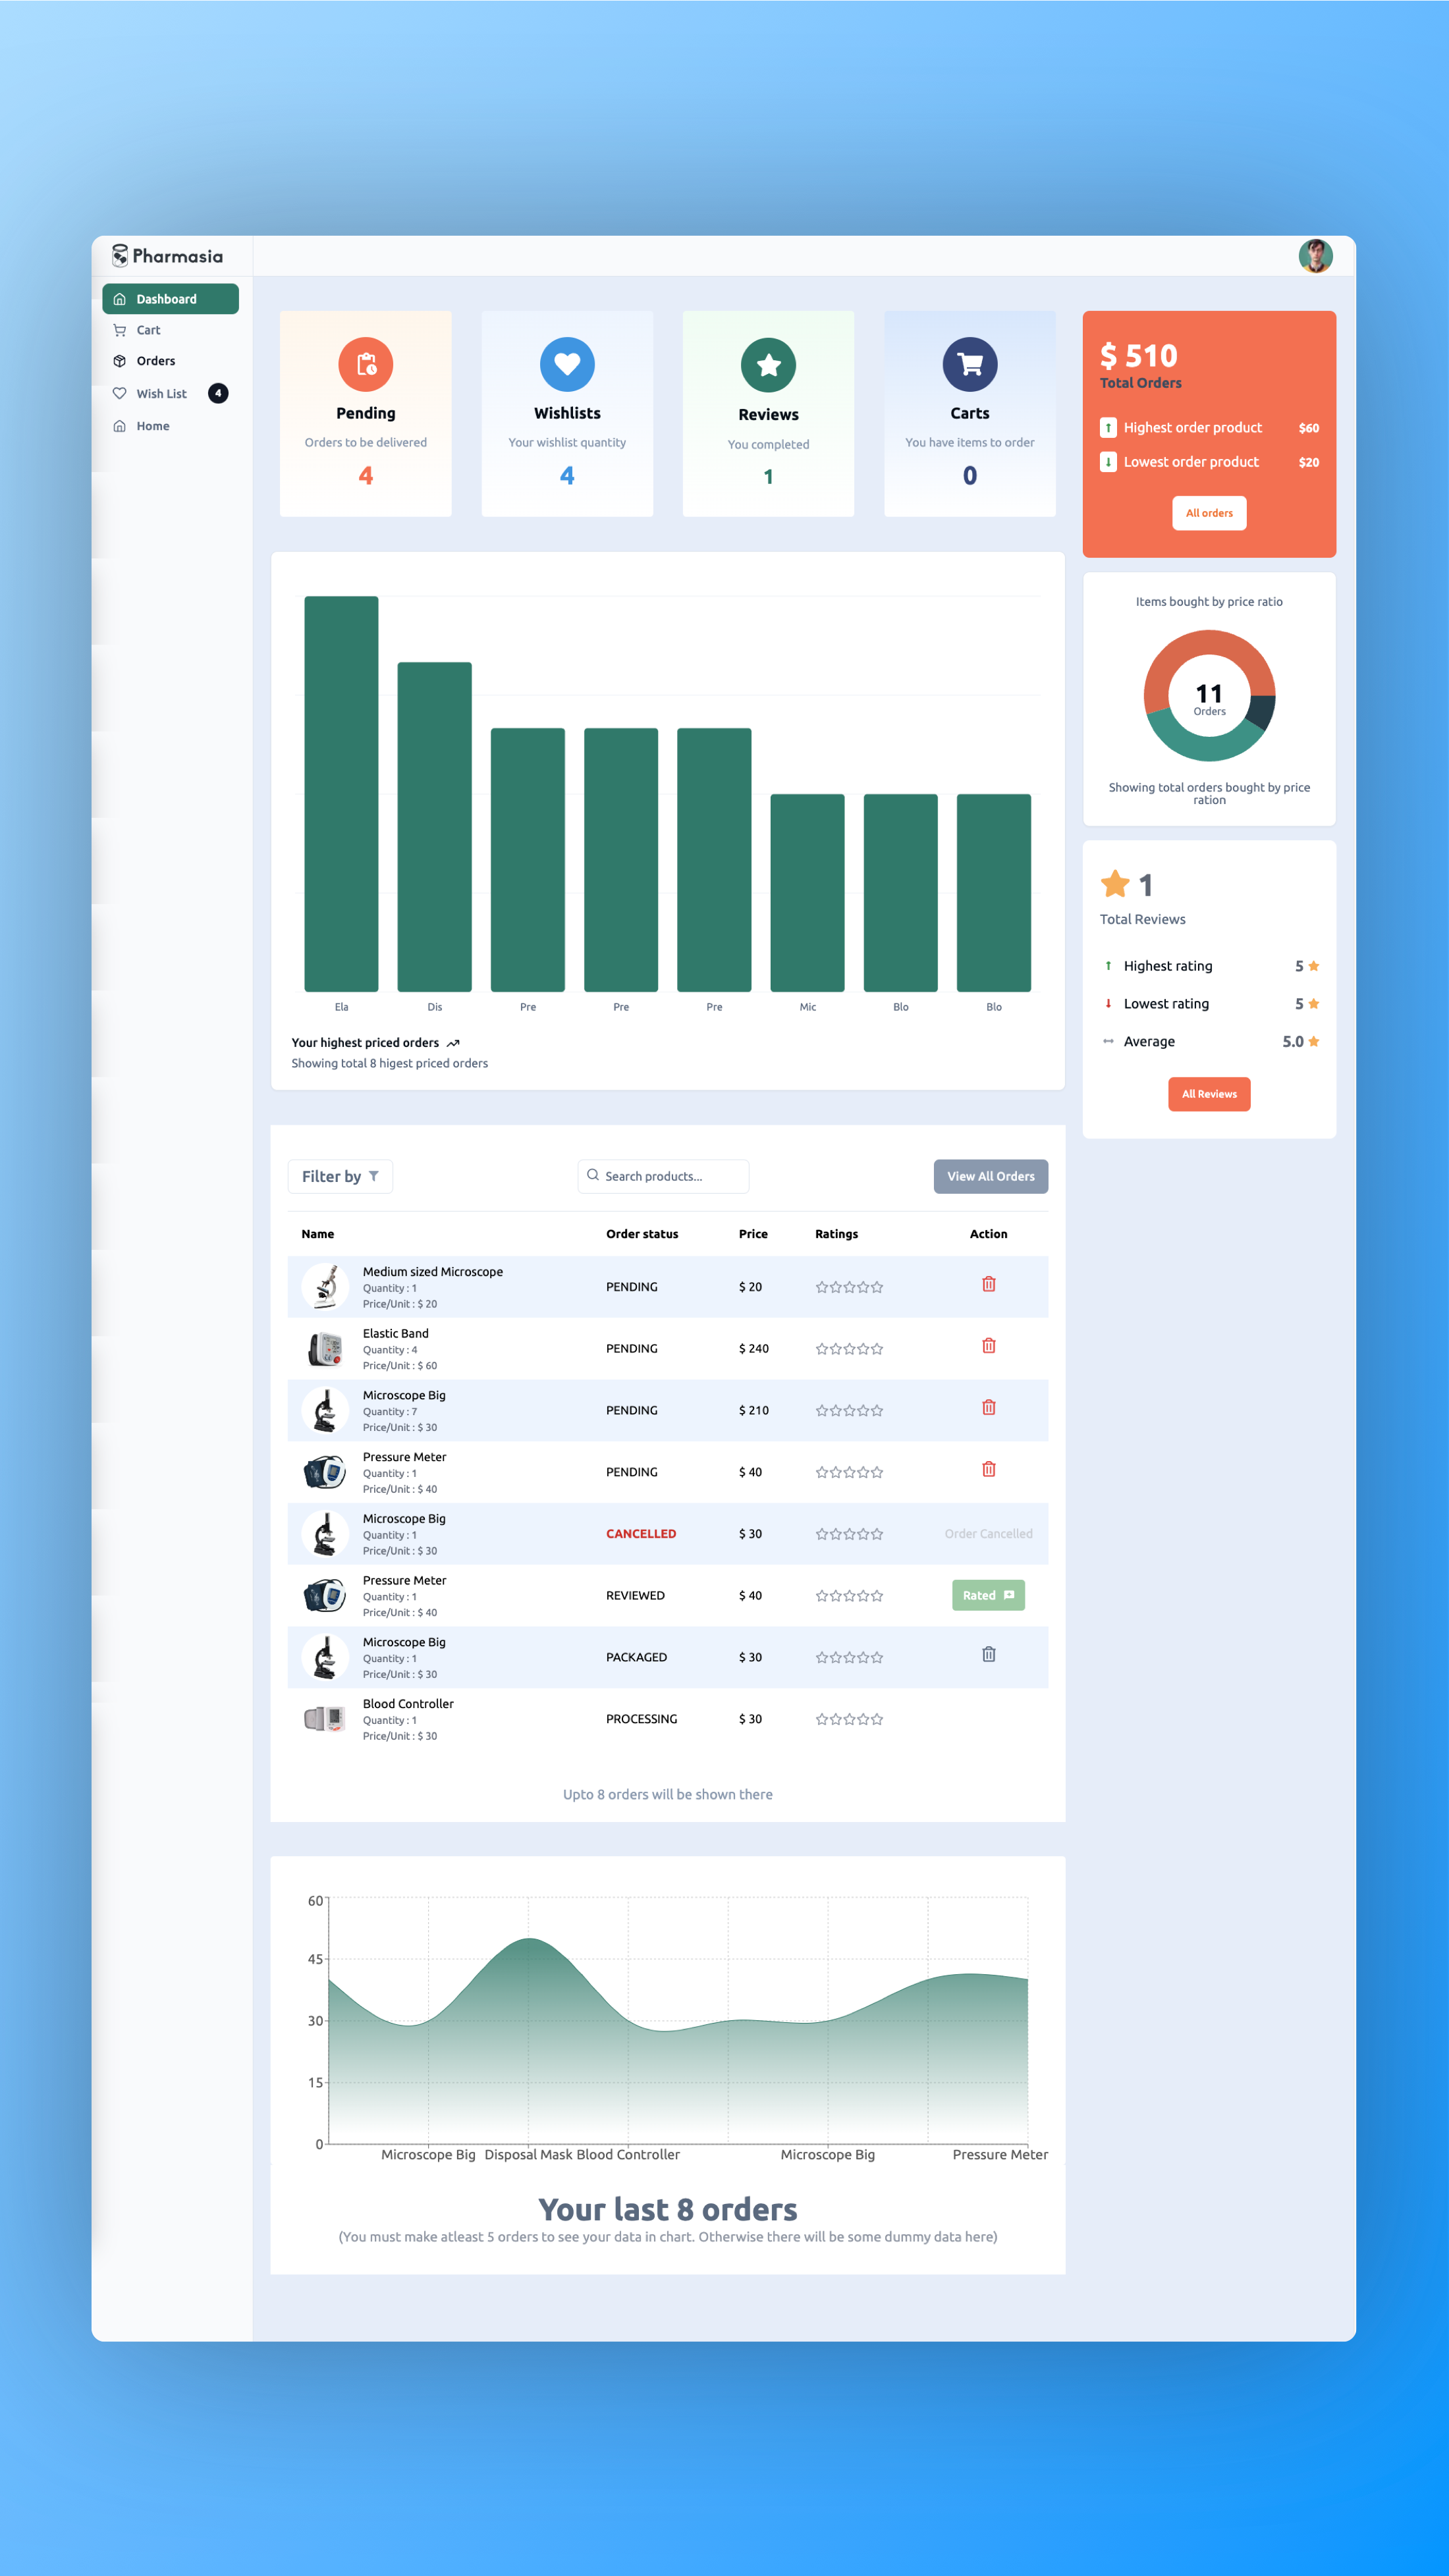 Pharmasia
Dashboard
Cart
Orders
Wish List 4
Home
Pending
Orders to be delivered
4
Wishlists
Your wishlist quantity
4
Reviews
You completed
1
Carts
You have items to order
0
$ 510
Total Orders
Highest order product $60
Lowest order product $20
All orders
Items bought by price ratio
11
Orders
Showing total orders bought by price
ration
1
Total Reviews
Highest rating 5
Lowest rating 5
Average 5.0
All Reviews
Ela Dis Pre Pre Pre Mic Blo Blo
Your highest priced orders
Showing total 8 higest priced orders
Filter by
Search products...
View All Orders
Name Order status Price Ratings Action
Medium sized Microscope
Quantity : 1
Price/Unit : $ 20
PENDING $ 20
Elastic Band
Quantity : 4
Price/Unit : $ 60
PENDING $ 240
Microscope Big
Quantity : 7
Price/Unit : $ 30
PENDING $ 210
Pressure Meter
Quantity : 1
Price/Unit : $ 40
PENDING $ 40
Microscope Big
Quantity : 1
Price/Unit : $ 30
CANCELLED $ 30 Order Cancelled
Pressure Meter
Quantity : 1
Price/Unit : $ 40
REVIEWED $ 40 Rated
Microscope Big
Quantity : 1
Price/Unit : $ 30
PACKAGED $ 30
Blood Controller
Quantity : 1
Price/Unit : $ 30
PROCESSING $ 30
Upto 8 orders will be shown there
60
45
30
15
0
Microscope Big Disposal Mask Blood Controller Microscope Big Pressure Meter
Your last 8 orders
(You must make atleast 5 orders to see your data in chart. Otherwise there will be some dummy data here)